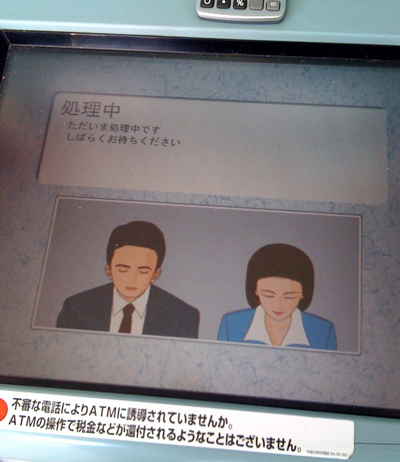 処理中
ただいま処理中です
しばらくお待ちください
不審な電話によりATMに誘導されていませんか。
ATMの操作で税金などが還付されるようなことはございません。